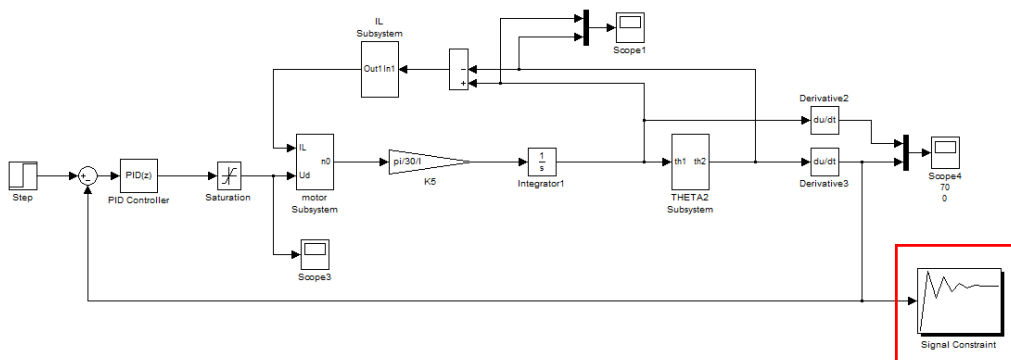 IL
Subsystem
Out1 In1
Scope1
−
+
Derivative2
du/dt
IL
Ud
n0
motor
Subsystem
Step
PID(z)
PID Controller
Saturation
pi/30/I
K5
1
s
Integrator1
th1 th2
THETA2
Subsystem
du/dt
Derivative3
Scope4
70
0
Scope3
Signal Constraint